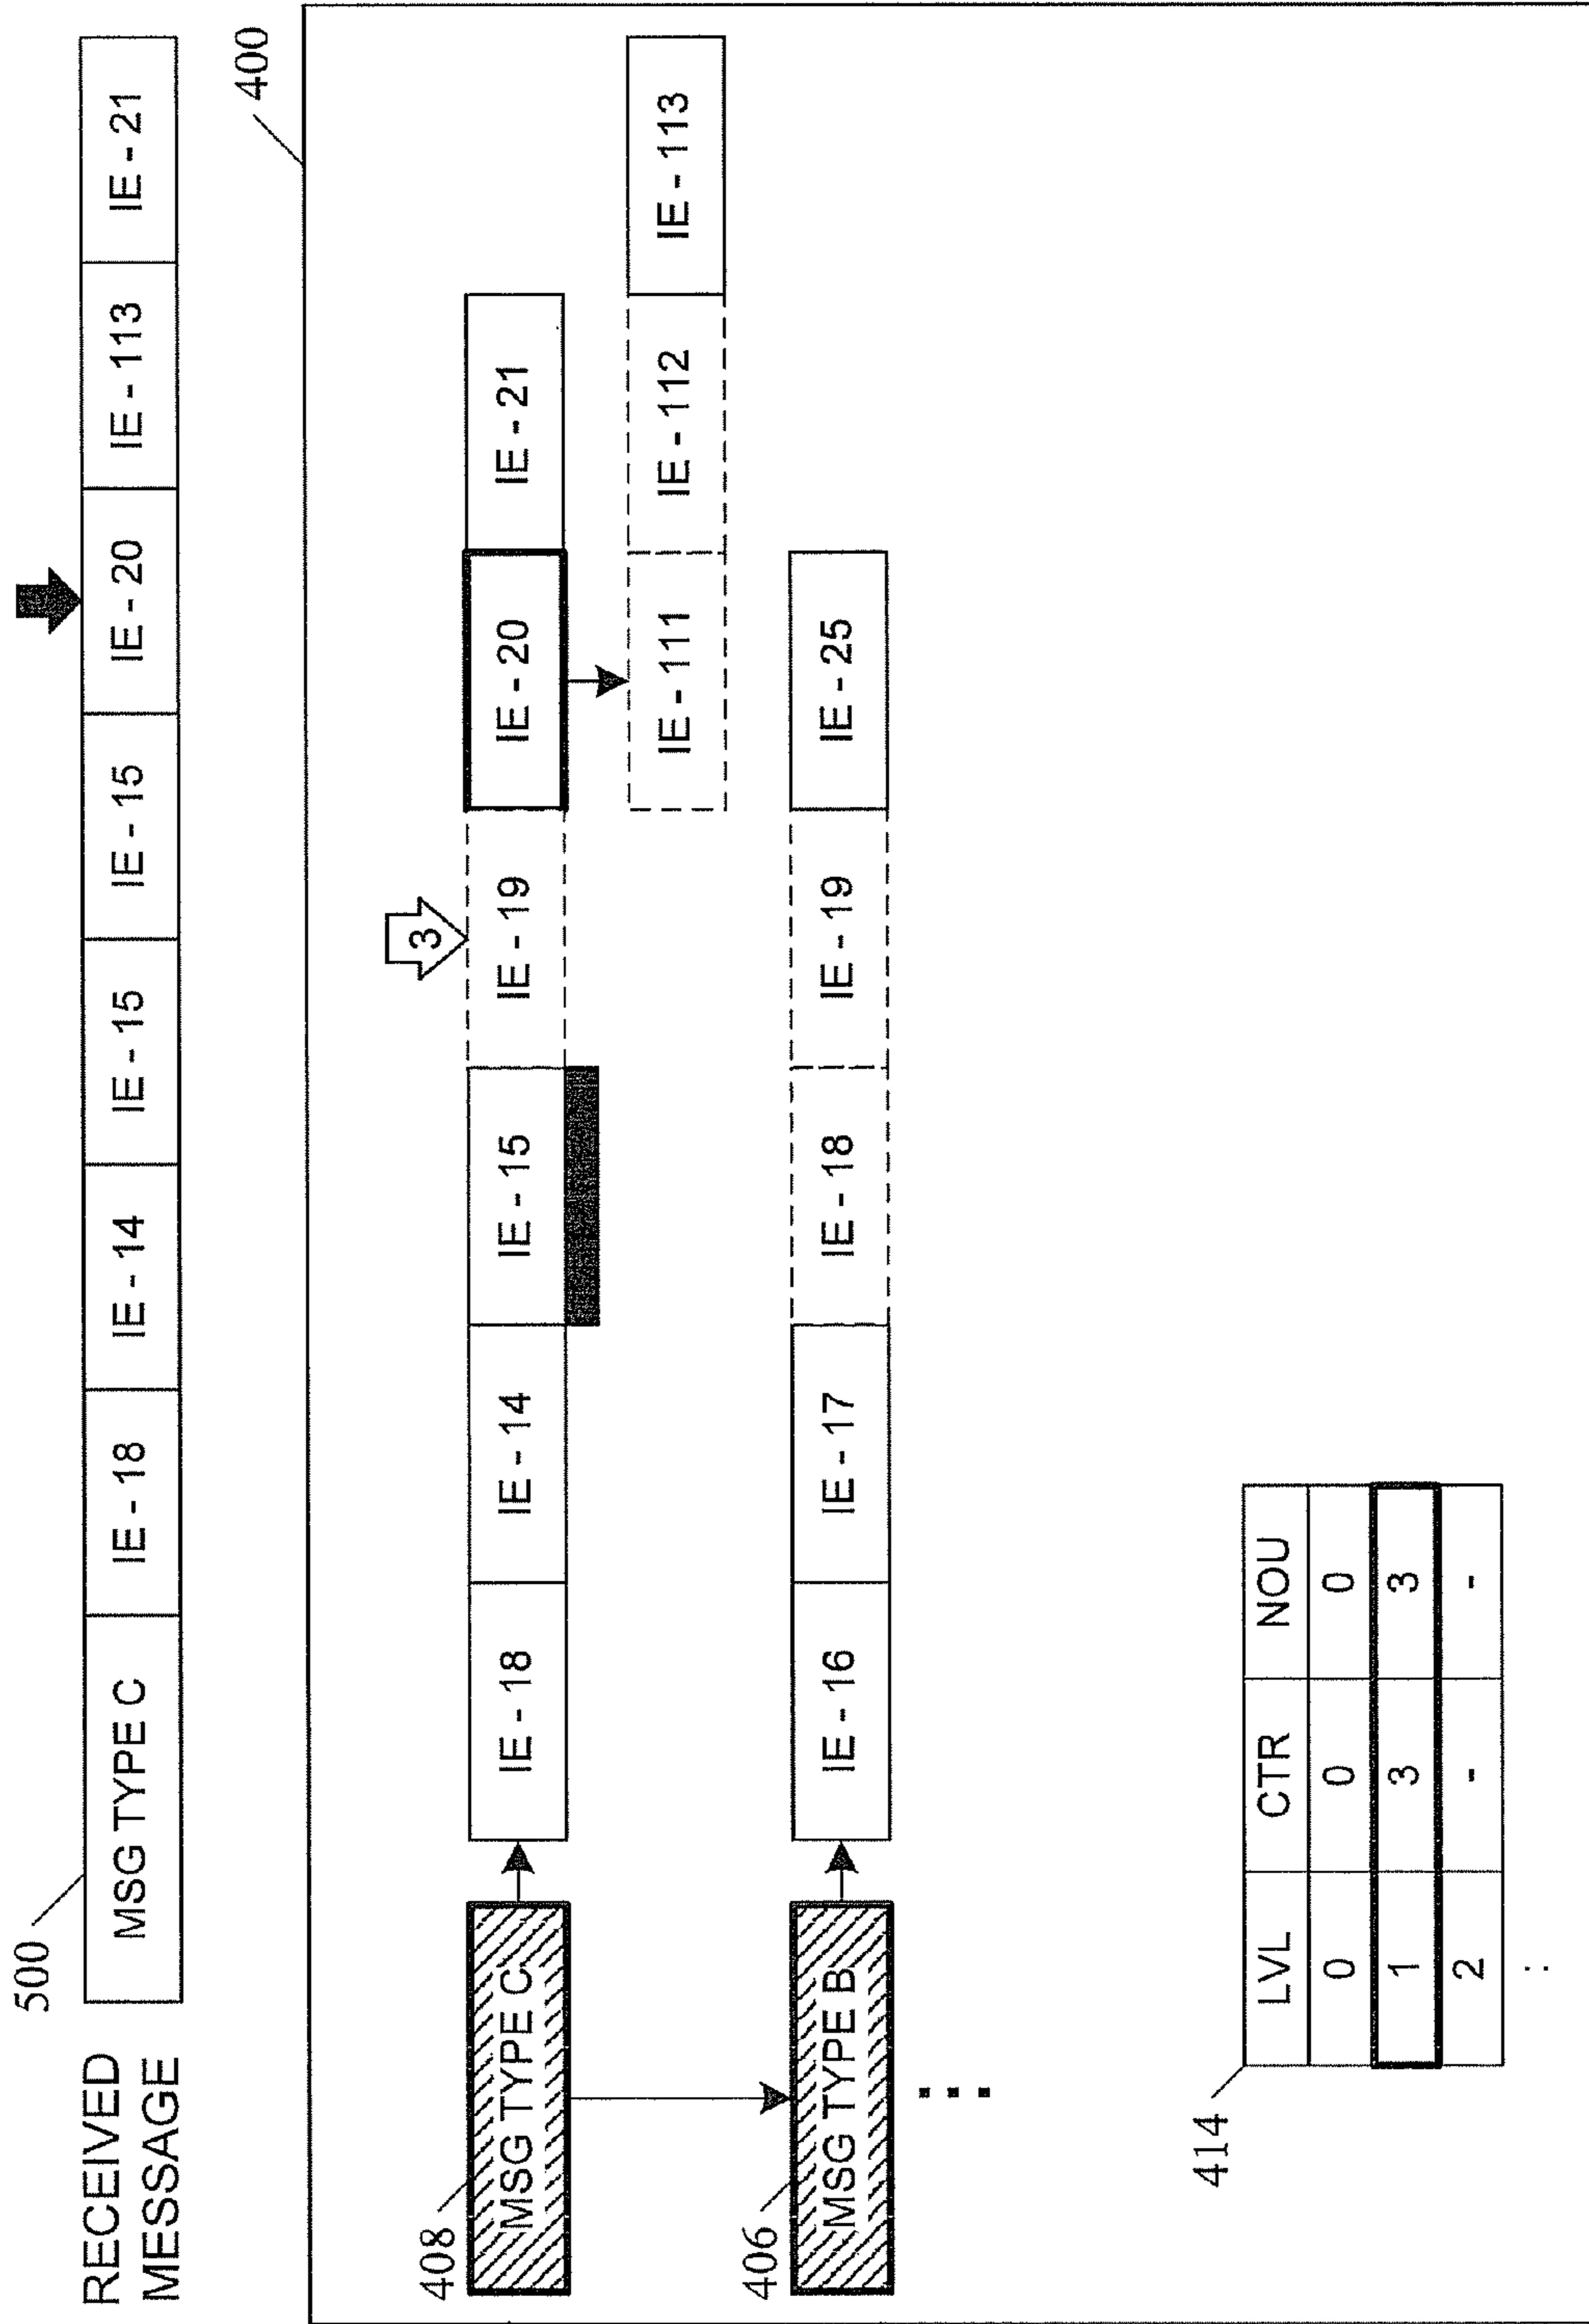 500
RECEIVED
MESSAGE
MSG TYPE C
IE - 18
IE - 14
IE - 15
IE - 15
IE - 20
IE - 113
IE - 21
400
3
408
MSG TYPE C
IE - 18
IE - 14
IE - 15
IE - 19
IE - 20
IE - 21
IE - 111
IE - 112
IE - 113
406
MSG TYPE B
IE - 16
IE - 17
IE - 18
IE - 19
IE - 25
414
LVL CTR NOU
0 0 0
1 3 3
2 - -
: